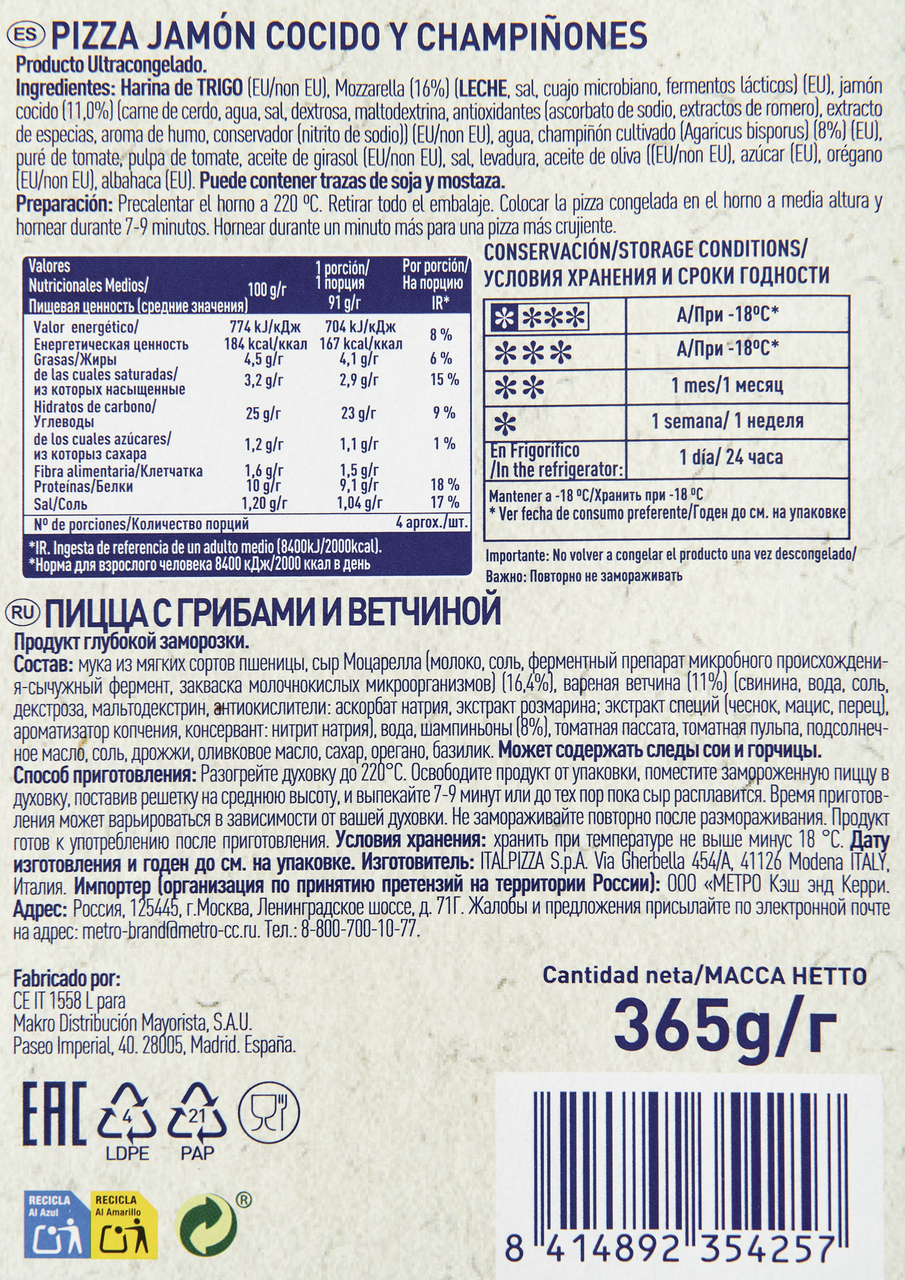 ES PIZZA JAMÓN COCIDO Y CHAMPIÑONES
Producto Ultracongelado.
Ingredientes: Harina de TRIGO (EU/non EU), Mozzarella (16%) (LECHE, sal, cuajo microbiano, fermentos lácticos) (EU), jamón
cocido (11,0%) (carne de cerdo, agua, sal, dextrosa, maltodextrina, antioxidantes (ascorbato de sodio, extractos de romero), extracto
de especias, aroma de humo, conservador (nitrito de sodio)) (EU/non EU), agua, champiñón cultivado (Agaricus bisporus) (8%) (EU),
puré de tomate, pulpa de tomate, aceite de girasol (EU/non EU), sal, levadura, aceite de oliva ((EU/non EU), azúcar (EU), orégano
(EU/non EU), albahaca (EU). Puede contener trazas de soja y mostaza.
Preparación: Precalentar el horno a 220 ºC. Retirar todo el embalaje. Colocar la pizza congelada en el horno a media altura y
hornear durante 7-9 minutos. Hornear durante un minuto más para una pizza más crujiente.
Valores
Nutricionales Medios/
Пищевая ценность (средние значения)
100 g/г
1 porción/
1 порция
91 g/г
Por porción/
На порцию
IR*
Valor energético/ 774 kJ/кДж 704 kJ/кДж
Энергетическая ценность 184 kcal/ккал 167 kcal/ккал 8 %
Grasas/Жиры 4,5 g/г 4,1 g/г 6 %
de las cuales saturadas/
из которых насыщенные 3,2 g/г 2,9 g/г 15 %
Hidratos de carbono/
Углеводы 25 g/г 23 g/г 9 %
de los cuales azúcares/
из которыз сахара 1,2 g/г 1,1 g/г 1 %
Fibra alimentaria/Клетчатка 1,6 g/г 1,5 g/г
Proteínas/Белки 10 g/г 9,1 g/г 18 %
Sal/Соль 1,20 g/г 1,04 g/г 17 %
Nº de porciones/Количество порций 4 aprox./шт.
*IR. Ingesta de referencia de un adulto medio (8400kJ/2000kcal).
*Норма для взрослого человека 8400 кДж/2000 ккал в день
CONSERVACIÓN/STORAGE CONDITIONS/
УСЛОВИЯ ХРАНЕНИЯ И СРОКИ ГОДНОСТИ
A/При -18ºC*
A/При -18ºC*
1 mes/1 месяц
1 semana/ 1 неделя
En Frigorífico
/In the refrigerator: 1 día/ 24 часа
Mantener a -18 ºC/Хранить при -18 ºC
* Ver fecha de consumo preferente/Годен до см. на упаковке
Importante: No volver a congelar el producto una vez descongelado/
Важно: Повторно не замораживать
RU ПИЦЦА С ГРИБАМИ И ВЕТЧИНОЙ
Продукт глубокой заморозки.
Состав: мука из мягких сортов пшеницы, сыр Моцарелла (молоко, соль, ферментный препарат микробного происхождени-
я-сычужный фермент, закваска молочнокислых микроорганизмов) (16,4%), вареная ветчина (11%) (свинина, вода, соль,
декстроза, мальтодекстрин, антиокислители: аскорбат натрия, экстракт розмарина; экстракт специй (чеснок, мацис, перец),
ароматизатор копчения, консервант: нитрит натрия), вода, шампиньоны (8%), томатная пассата, томатная пульпа, подсолнеч-
ное масло, соль, дрожжи, оливковое масло, сахар, орегано, базилик. Может содержать следы сои и горчицы.
Способ приготовления: Разогрейте духовку до 220°C. Освободите продукт от упаковки, поместите замороженную пиццу в
духовку, поставив решетку на среднюю высоту, и выпекайте 7-9 минут или до тех пор пока сыр расплавится. Время приготов-
ления может варьироваться в зависимости от вашей духовки. Не замораживайте повторно после размораживания. Продукт
готов к употреблению после приготовления. Условия хранения: хранить при температуре не выше минус 18 °C. Дату
изготовления и годен до см. на упаковке. Изготовитель: ITALPIZZA S.p.A. Via Gherbella 454/A, 41126 Modena ITALY,
Италия. Импортер (организация по принятию претензий на территории России): ООО «МЕТРО Кэш энд Керри.
Адрес: Россия, 125445, г.Москва, Ленинградское шоссе, д. 71Г. Жалобы и предложения присылайте по электронной почте
на адрес: metro-brand@metro-cc.ru. Тел.: 8-800-700-10-77.
Fabricado por:
CE IT 1558 L para
Makro Distribución Mayorista, S.A.U.
Paseo Imperial, 40. 28005, Madrid. España.
Cantidad neta/МАССА НЕТТО
365g/г
EAC
4
LDPE
21
PAP
RECICLA
Al Azul
RECICLA
Al Amarillo
®
8 414892 354257